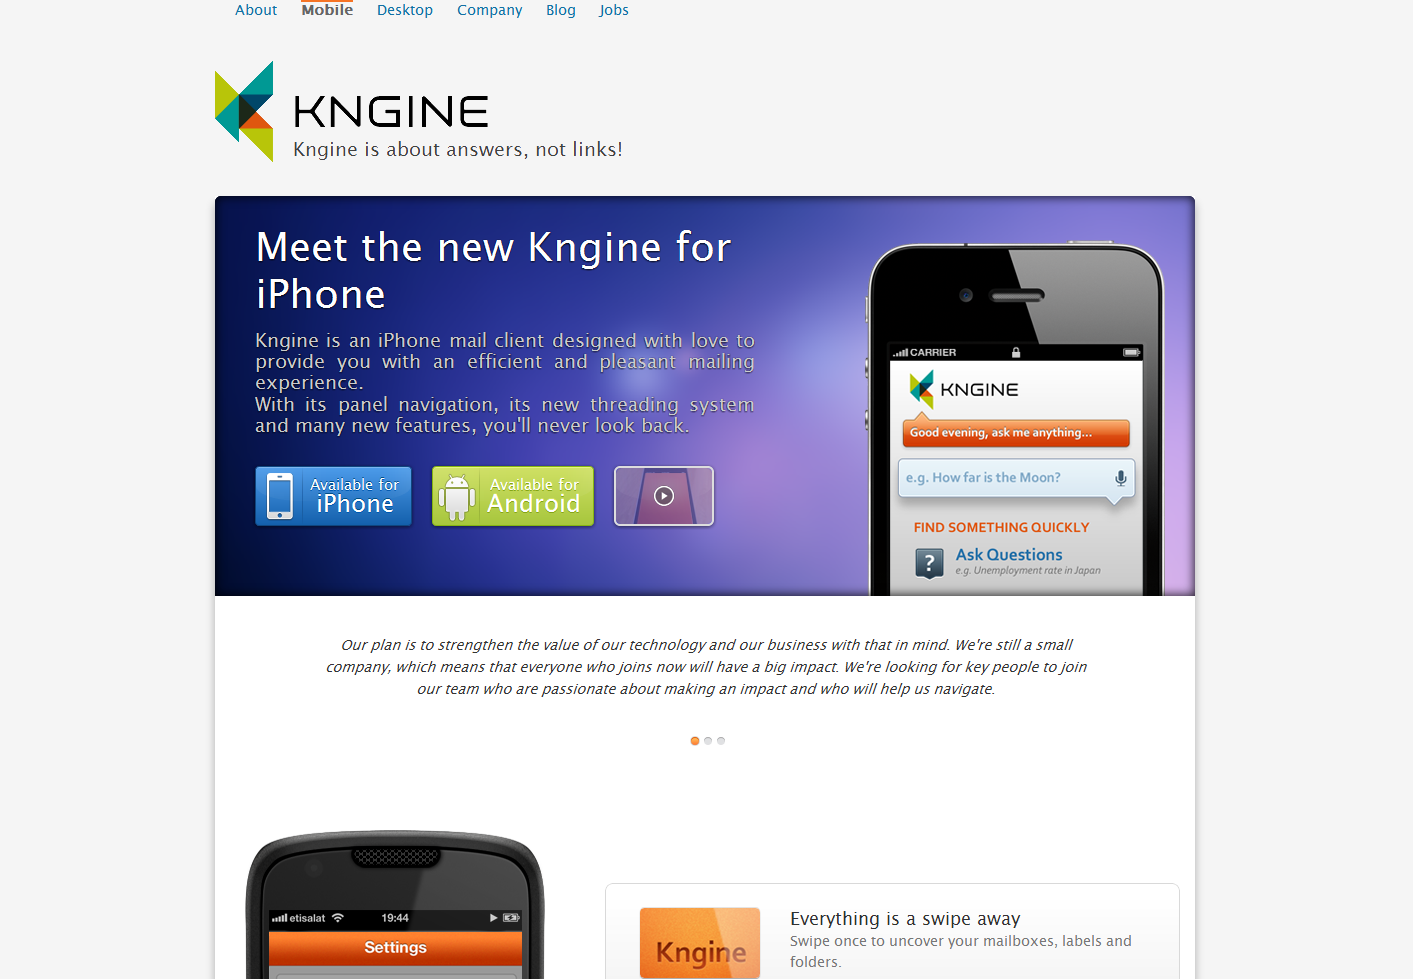 About Mobile Desktop Company Blog Jobs
KNGINE
Kngine is about answers, not links!
Meet the new Kngine for
iPhone
Kngine is an iPhone mail client designed with love to
provide you with an efficient and pleasant mailing
experience.
With its panel navigation, its new threading system
and many new features, you'll never look back.
Available for
iPhone
Available for
Android
CARRIER
KNGINE
Good evening, ask me anything...
e.g. How far is the Moon?
FIND SOMETHING QUICKLY
?
Ask Questions
e.g. Unemployment rate in Japan
Our plan is to strengthen the value of our technology and our business with that in mind. We're still a small
company, which means that everyone who joins now will have a big impact. We're looking for key people to join
our team who are passionate about making an impact and who will help us navigate.
etisalat 19:44
Settings
Kngine
Everything is a swipe away
Swipe once to uncover your mailboxes, labels and
folders.